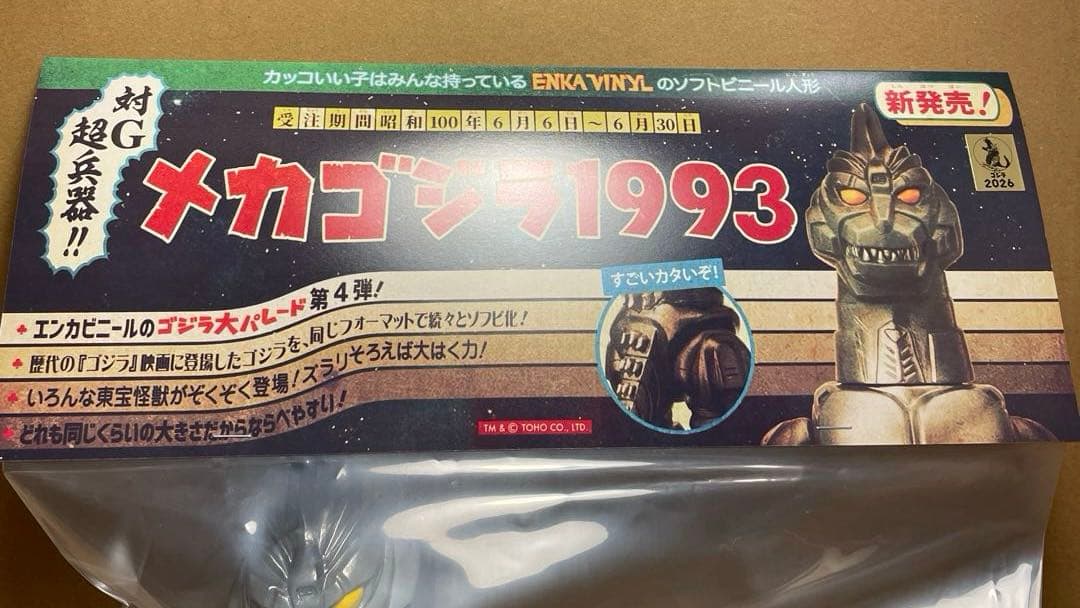 カッコいい子はみんな持っている ENKA VINYL のソフトビニール人形
新発売!
受注期間昭和100年6月6日〜6月30日
対G
超兵器!!
メカゴジラ1993
ゴジラ
2026
すごいカタいぞ!
エンカビニールのゴジラ大パレード第4弾!
歴代の『ゴジラ』映画に登場したゴジラを、同じフォーマットで続々とソフビ化!
いろんな東宝怪獣がぞくぞく登場!ズラリそろえば大はく力!
どれも同じくらいの大きさだからならべやすい!
TM & © TOHO CO., LTD.